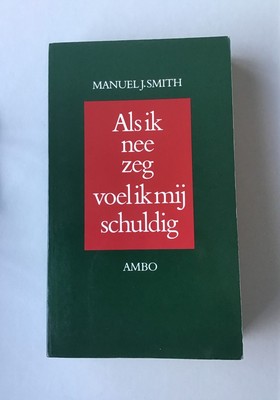 MANUEL J. SMITH
Als ik
nee
zeg
voel ik mij
schuldig
AMBO